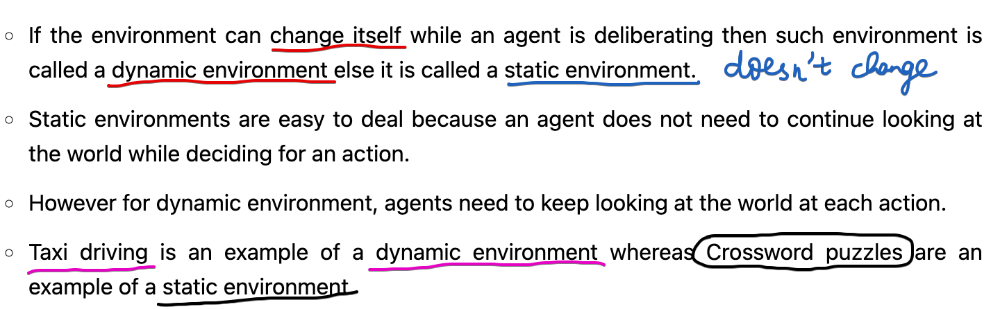 ○ If the environment can change itself while an agent is deliberating then such environment is
called a dynamic environment else it is called a static environment. doesn't change
○ Static environments are easy to deal because an agent does not need to continue looking at
the world while deciding for an action.
○ However for dynamic environment, agents need to keep looking at the world at each action.
○ Taxi driving is an example of a dynamic environment whereas Crossword puzzles are an
example of a static environment.